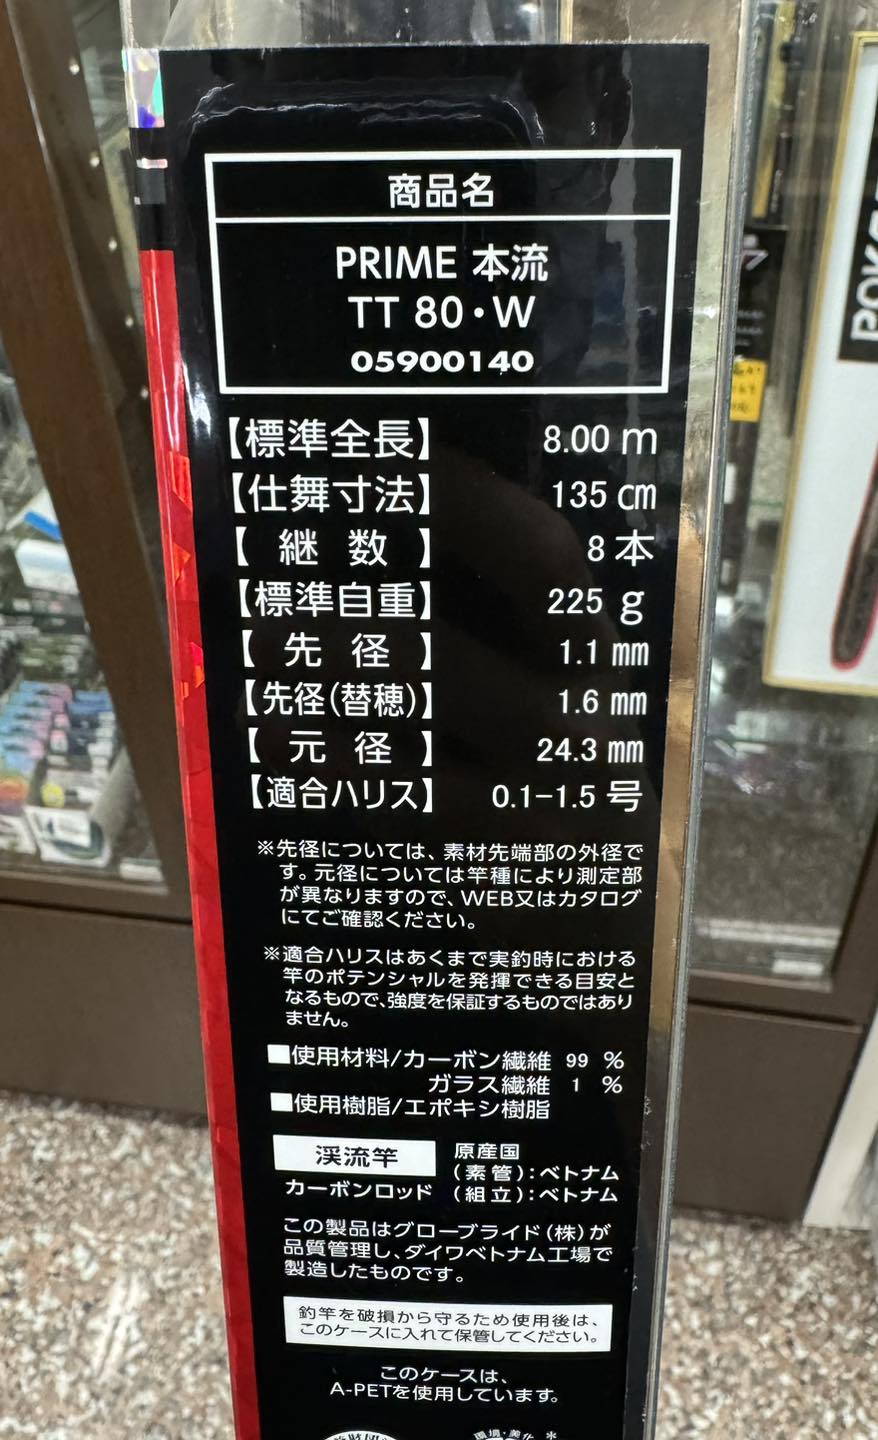 商品名
PRIME 本流
TT 80・W
05900140
【標準全長】 8.00 m
【仕舞寸法】 135 cm
【継数】 8 本
【標準自重】 225 g
【先径】 1.1 mm
【先径(替穂)】 1.6 mm
【元径】 24.3 mm
【適合ハリス】 0.1-1.5 号
※先径については、素材先端部の外径で
す。元径については竿種により測定部
が異なりますので、WEB又はカタログ
にてご確認ください。
※適合ハリスはあくまで実釣時における
竿のポテンシャルを発揮できる目安と
なるもので、強度を保証するものではあり
ません。
■使用材料/カーボン繊維 99 %
ガラス繊維 1 %
■使用樹脂/エポキシ樹脂
渓流竿
カーボンロッド
原産国
(素管):ベトナム
(組立):ベトナム
この製品はグローブライド(株)が
品質管理し、ダイワベトナム工場で
製造したものです。
釣竿を破損から守るため使用後は、
このケースに入れて保管してください。
このケースは、
A-PETを使用しています。
環境・美化